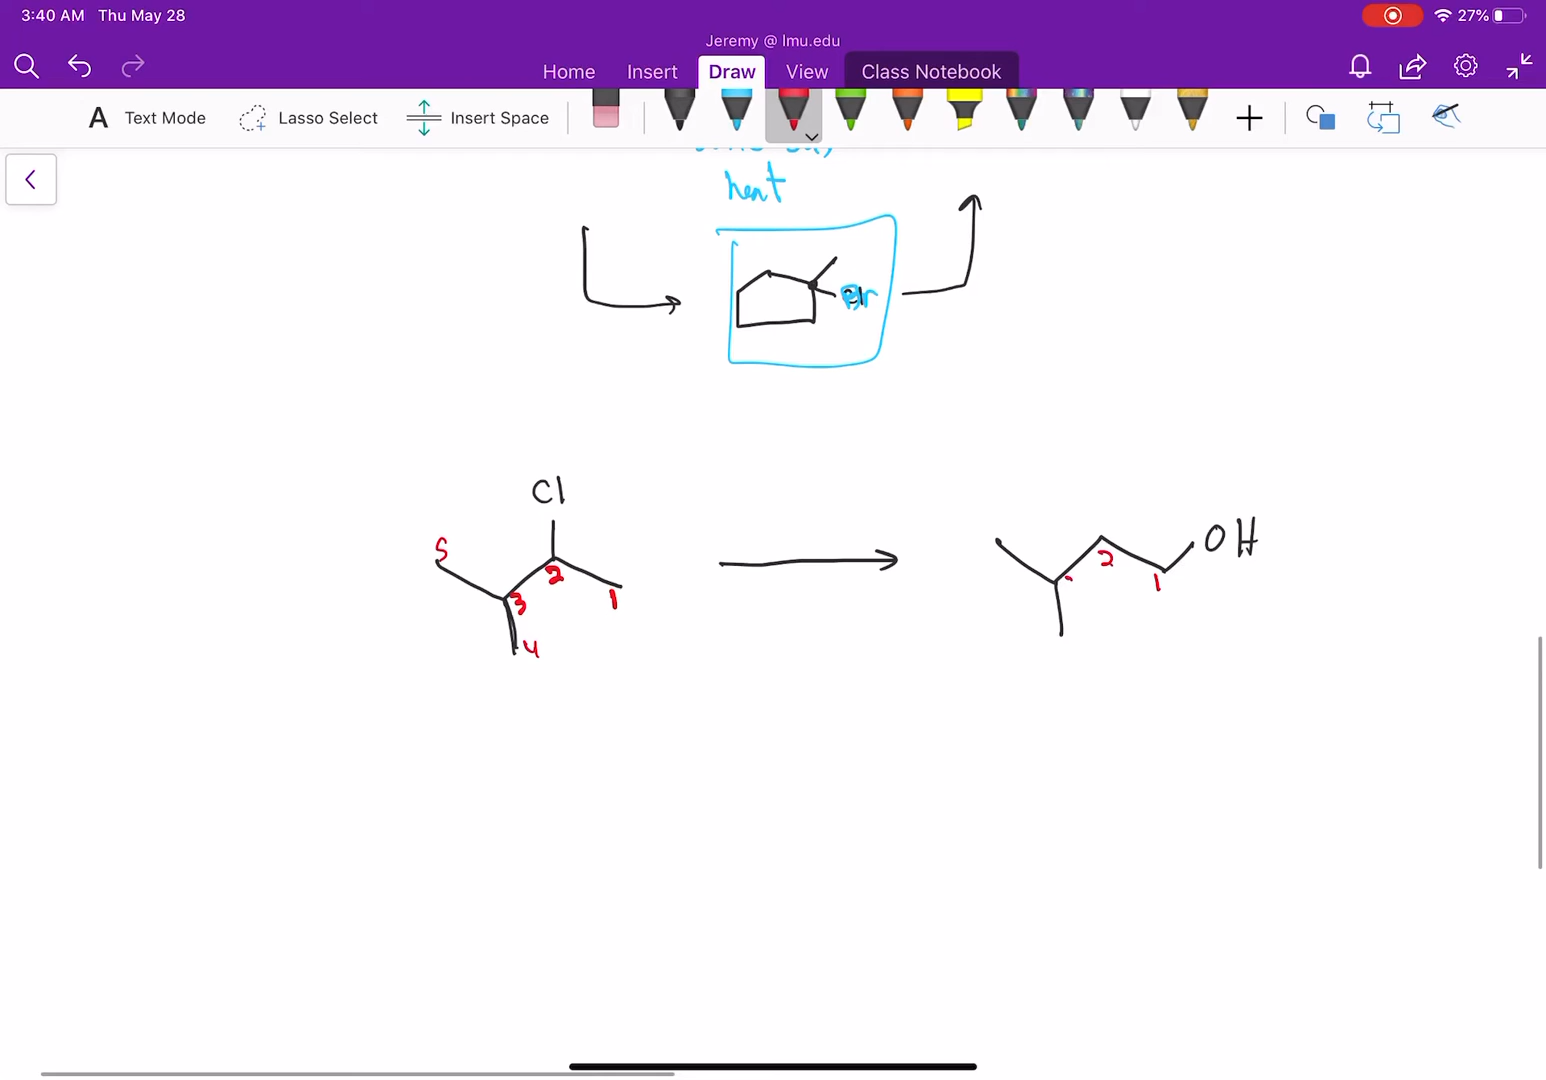 3:40 AM Thu May 28
27%
Jeremy @ lmu.edu
Home Insert Draw View Class Notebook
A Text Mode Lasso Select Insert Space
heat
Br
Cl
5 2 1
3
4
OH
2
1